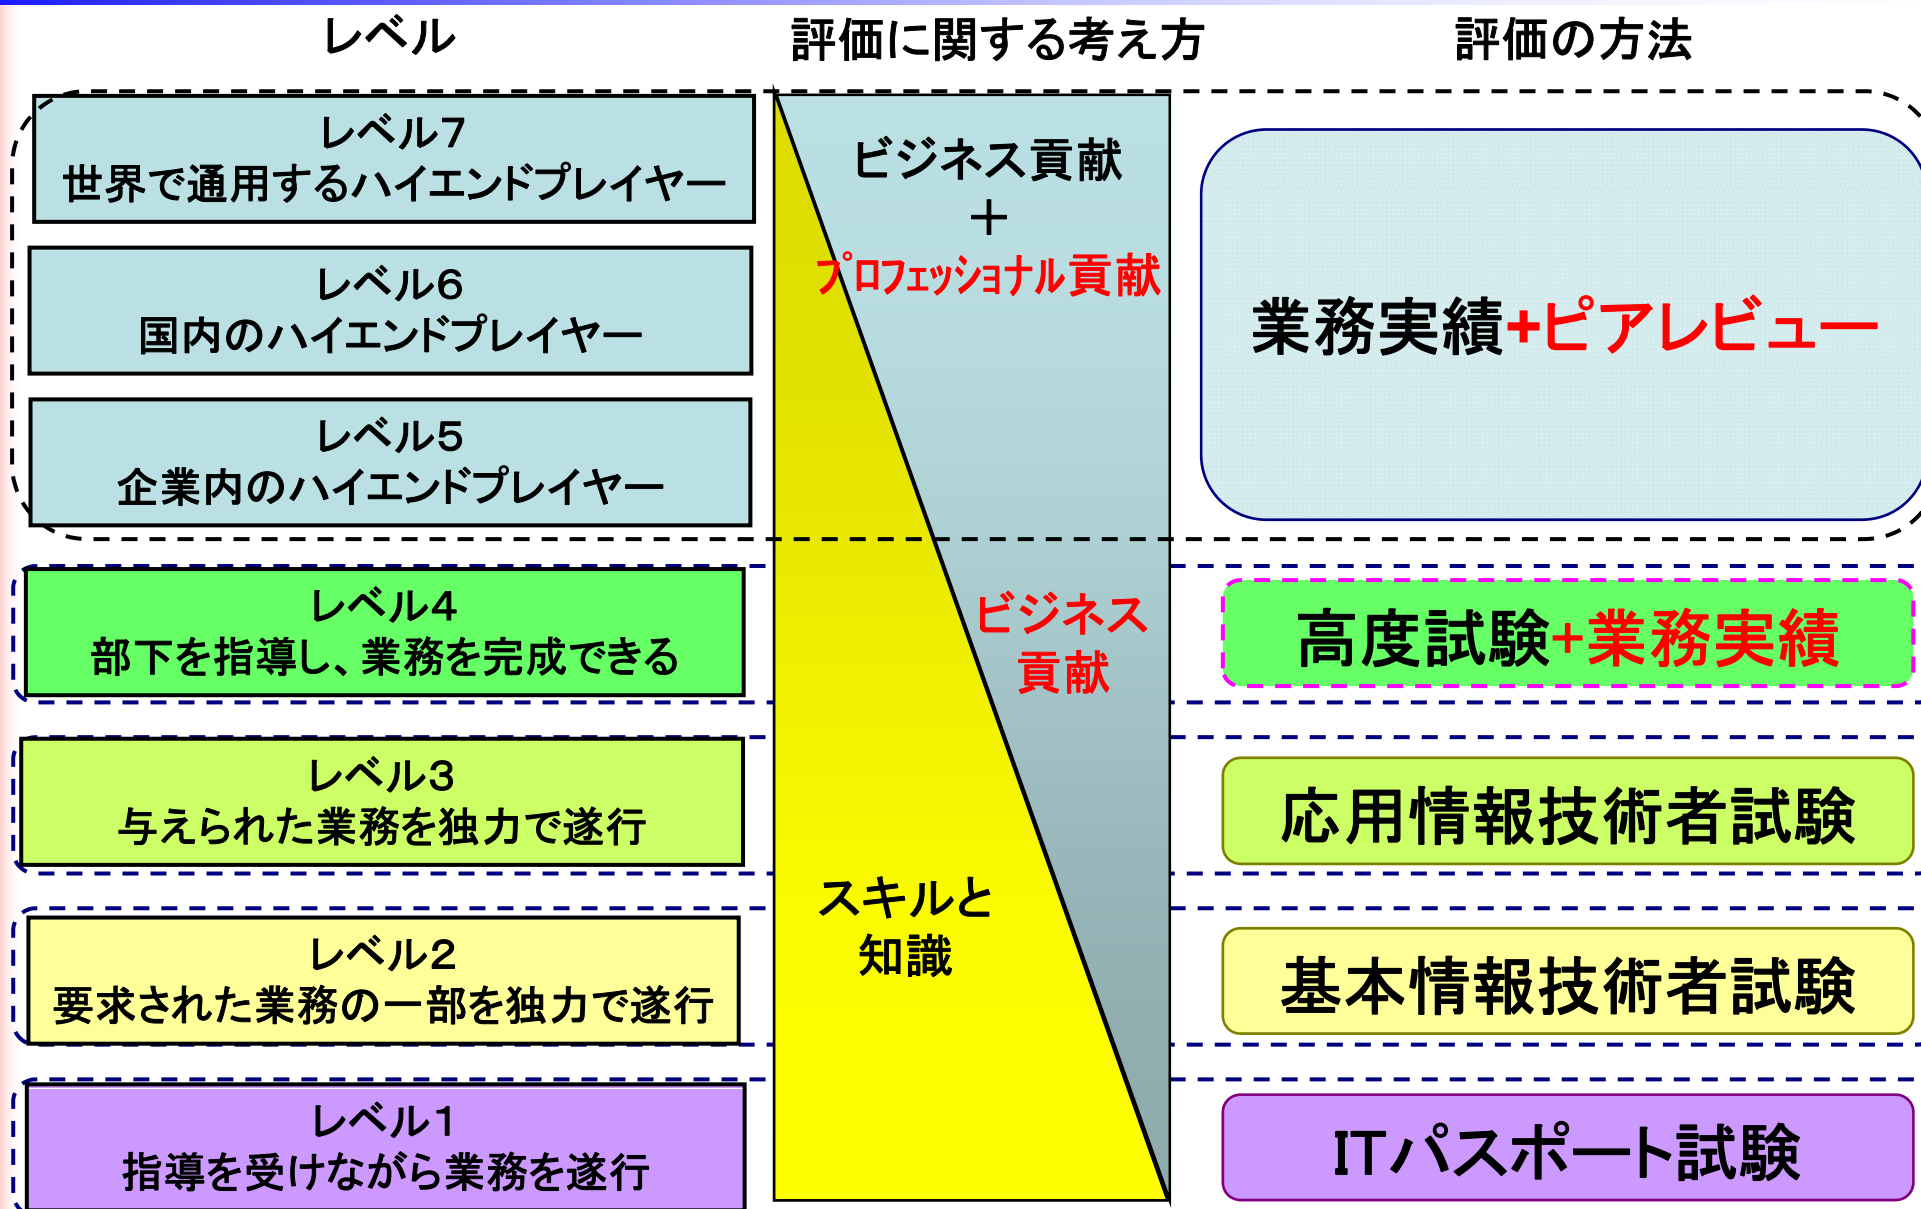 レベル
評価に関する考え方
評価の方法
レベル７
世界で通用するハイエンドプレイヤー
レベル６
国内のハイエンドプレイヤー
レベル５
企業内のハイエンドプレイヤー
レベル４
部下を指導し、業務を完成できる
レベル３
与えられた業務を独力で遂行
レベル２
要求された業務の一部を独力で遂行
レベル１
指導を受けながら業務を遂行
ビジネス貢献
＋
プロフェッショナル貢献
ビジネス
貢献
スキルと
知識
業務実績+ピアレビュー
高度試験+業務実績
応用情報技術者試験
基本情報技術者試験
ITパスポート試験